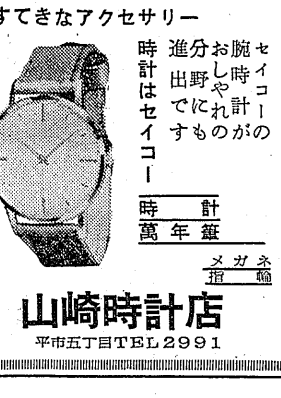 すてきなアクセサリー
セイコーの
腕時計が
おしゃれの
分野にも
進出です
時計はセイコー
時計
萬年筆
メガネ
指輪
山崎時計店
平市五丁目TEL2991